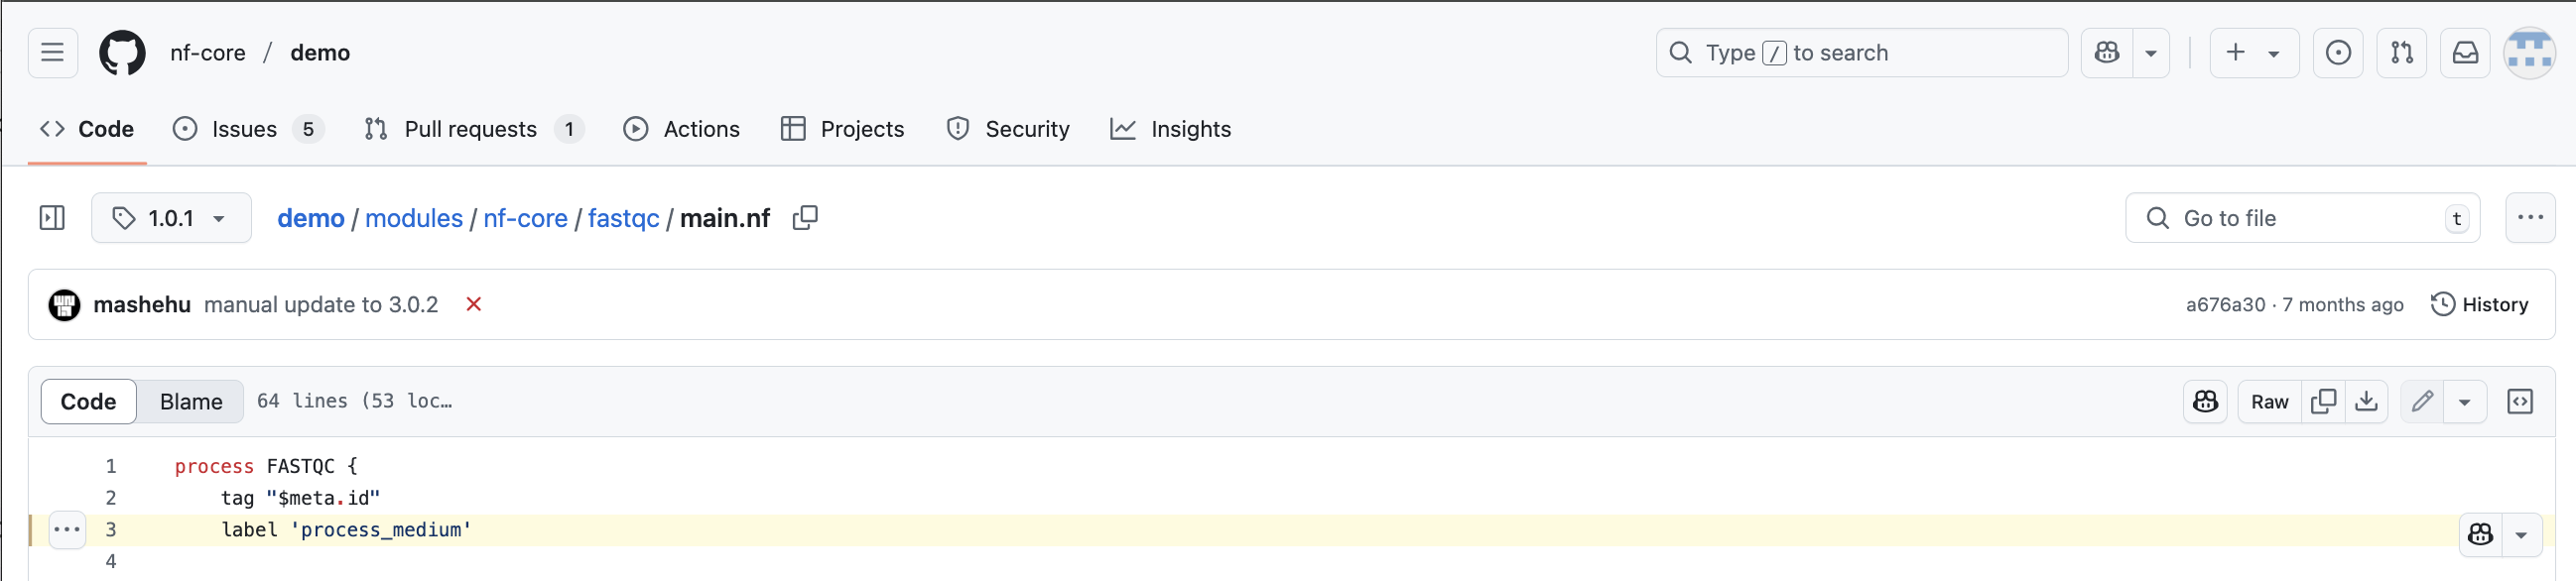 nf-core / demo
Type / to search
Code
Issues 5
Pull requests 1
Actions
Projects
Security
Insights
1.0.1
demo / modules / nf-core / fastqc / main.nf
Go to file
t
mashehu manual update to 3.0.2
a676a30 · 7 months ago
History
Code
Blame
64 lines (53 loc…
Raw
1 process FASTQC {
2 tag "$meta.id"
3 label 'process_medium'
4